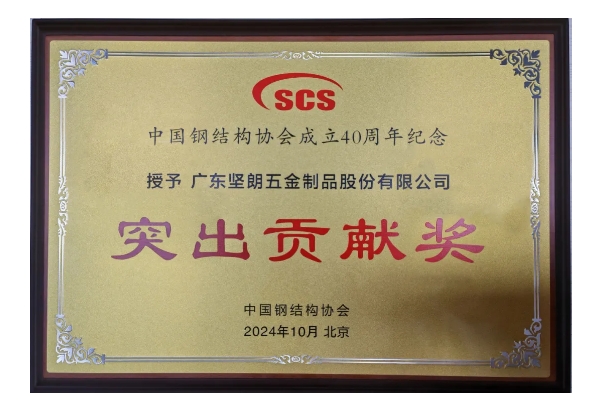 SCS
中国钢结构协会成立40周年纪念
授予 广东坚朗五金制品股份有限公司
突出贡献奖
中国钢结构协会
2024年10月 北京